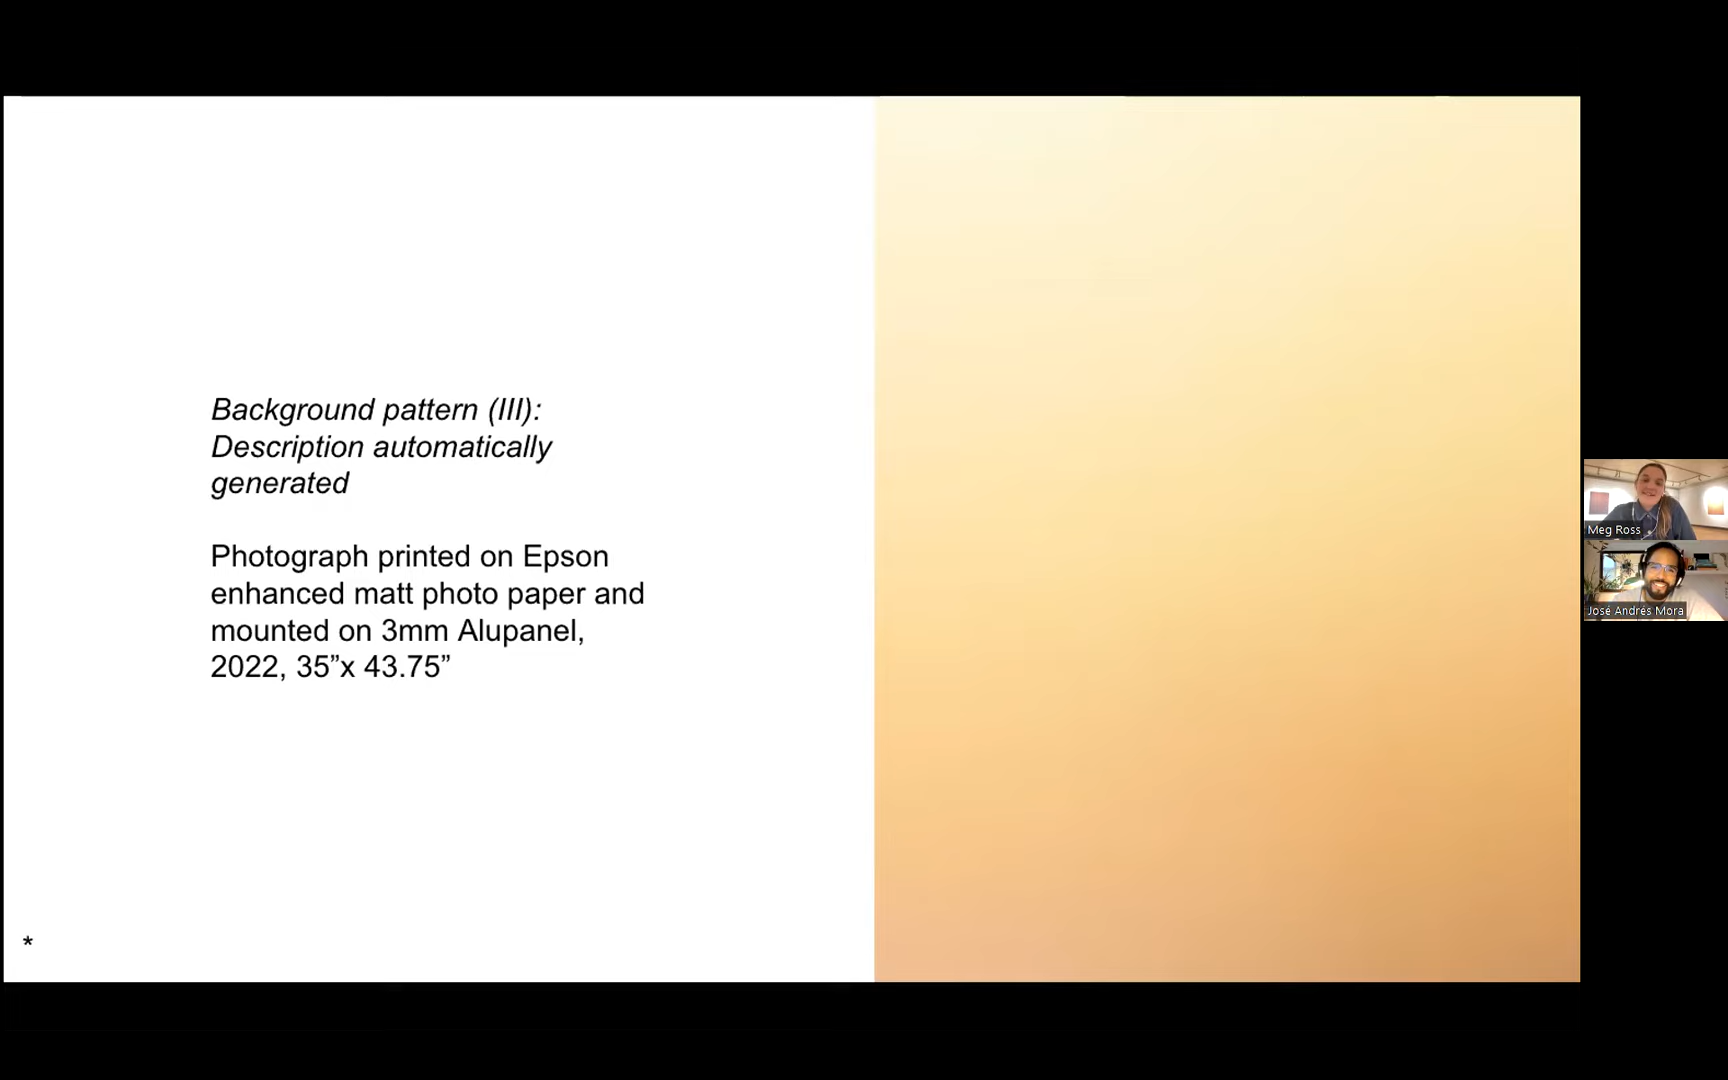 Background pattern (III):
Description automatically
generated
Photograph printed on Epson
enhanced matt photo paper and
mounted on 3mm Alupanel,
2022, 35”x 43.75”
*
Meg Ross
José Andrés Mora